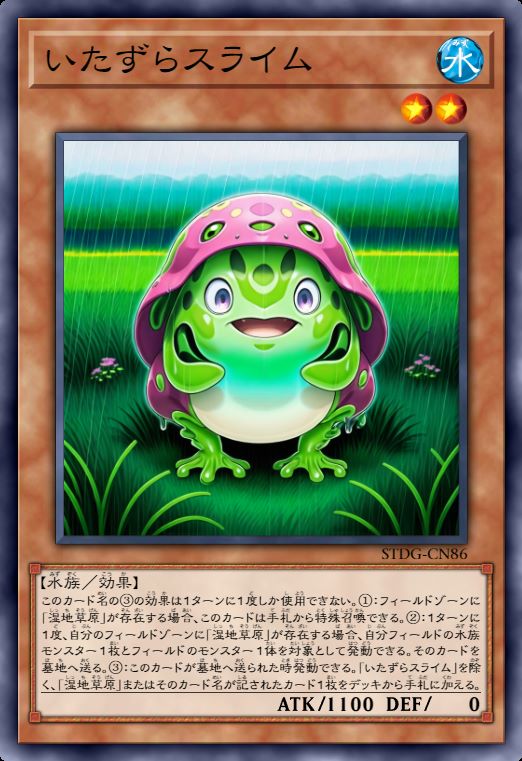 いたずらスライム
水
STDG-CN86
【水族／効果】
このカード名の③の効果は1ターンに1度しか使用できない。①：フィールドゾーンに
「湿地草原」が存在する場合、このカードは手札から特殊召喚できる。②：1ターンに
1度、自分のフィールドゾーンに「湿地草原」が存在する場合、自分フィールドの水族
モンスター1枚とフィールドのモンスター1体を対象として発動できる。そのカードを
墓地へ送る。③：このカードが墓地へ送られた時発動できる。「いたずらスライム」を除
く、「湿地草原」またはそのカード名が記されたカード1枚をデッキから手札に加える。
ATK/1100 DEF/ 0